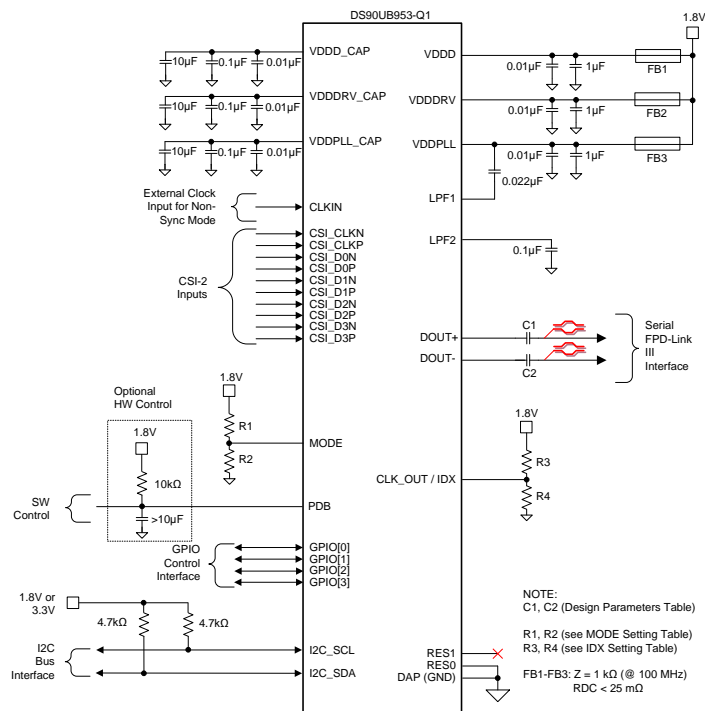 DS90UB953-Q1
1.8V
VDDD_CAP
10µF
0.1µF
0.01µF
VDDD
0.01µF
1µF
FB1
VDDDRV_CAP
10µF
0.1µF
0.01µF
VDDDRV
0.01µF
1µF
FB2
VDDPLL_CAP
10µF
0.1µF
0.01µF
VDDPLL
0.01µF
1µF
FB3
0.022µF
LPF1
External Clock
Input for Non-
Sync Mode
CLKIN
LPF2
0.1µF
CSI-2
Inputs
CSI_CLKN
CSI_CLKP
CSI_D0N
CSI_D0P
CSI_D1N
CSI_D1P
CSI_D2N
CSI_D2P
CSI_D3N
CSI_D3P
DOUT+
DOUT-
C1
C2
Serial
FPD-Link
III
Interface
Optional
HW Control
1.8V
10kΩ
>10µF
SW
Control
PDB
1.8V
R1
R2
MODE
1.8V
R3
R4
CLK_OUT / IDX
GPIO
Control
Interface
GPIO[0]
GPIO[1]
GPIO[2]
GPIO[3]
1.8V or
3.3V
4.7kΩ
4.7kΩ
I2C
Bus
Interface
I2C_SCL
I2C_SDA
RES1
RES0
DAP (GND)
NOTE:
C1, C2 (Design Parameters Table)
R1, R2 (see MODE Setting Table)
R3, R4 (see IDX Setting Table)
FB1-FB3: Z = 1 kΩ (@ 100 MHz)
RDC < 25 mΩ